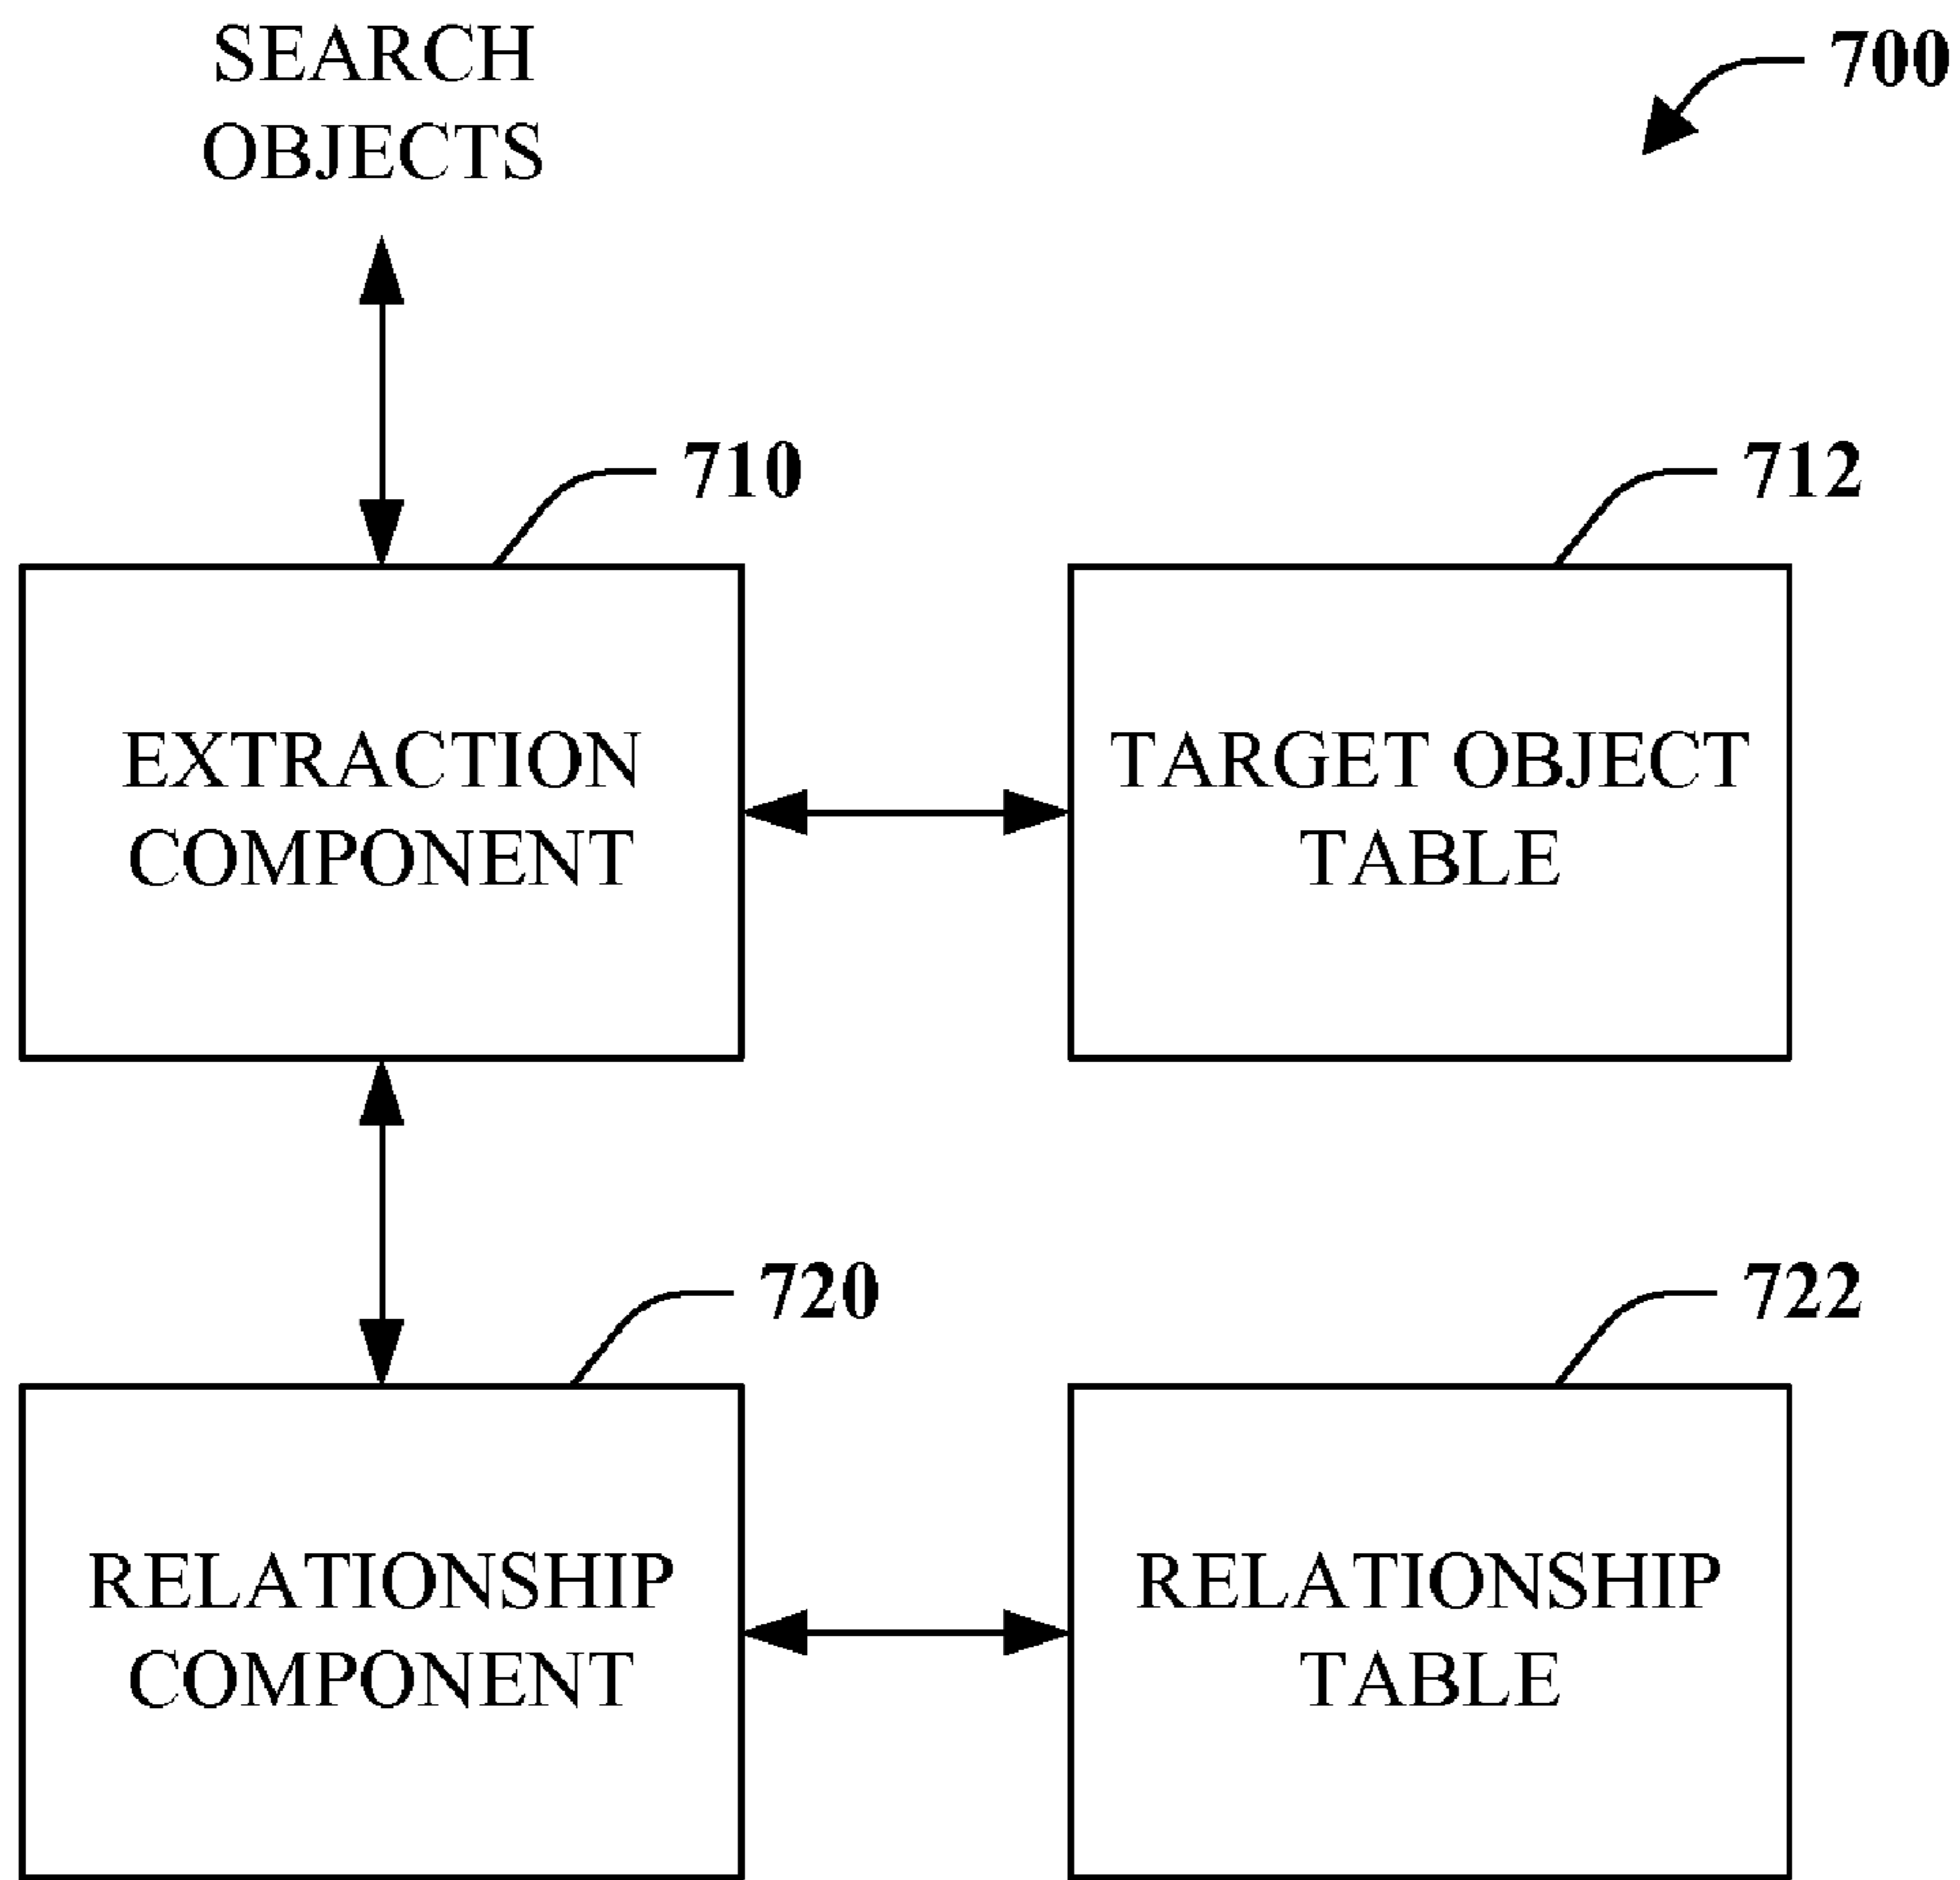 SEARCH
OBJECTS
700
710
712
EXTRACTION
COMPONENT
TARGET OBJECT
TABLE
720
722
RELATIONSHIP
COMPONENT
RELATIONSHIP
TABLE